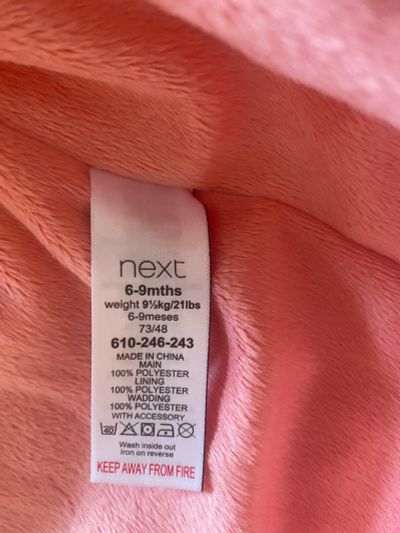 next
6-9mths
weight 9½kg/21lbs
6-9meses
73/48
610-246-243
MADE IN CHINA
MAIN
100% POLYESTER
LINING
100% POLYESTER
WADDING
100% POLYESTER
WITH ACCESSORY
40
Wash inside out
Iron on reverse
KEEP AWAY FROM FIRE